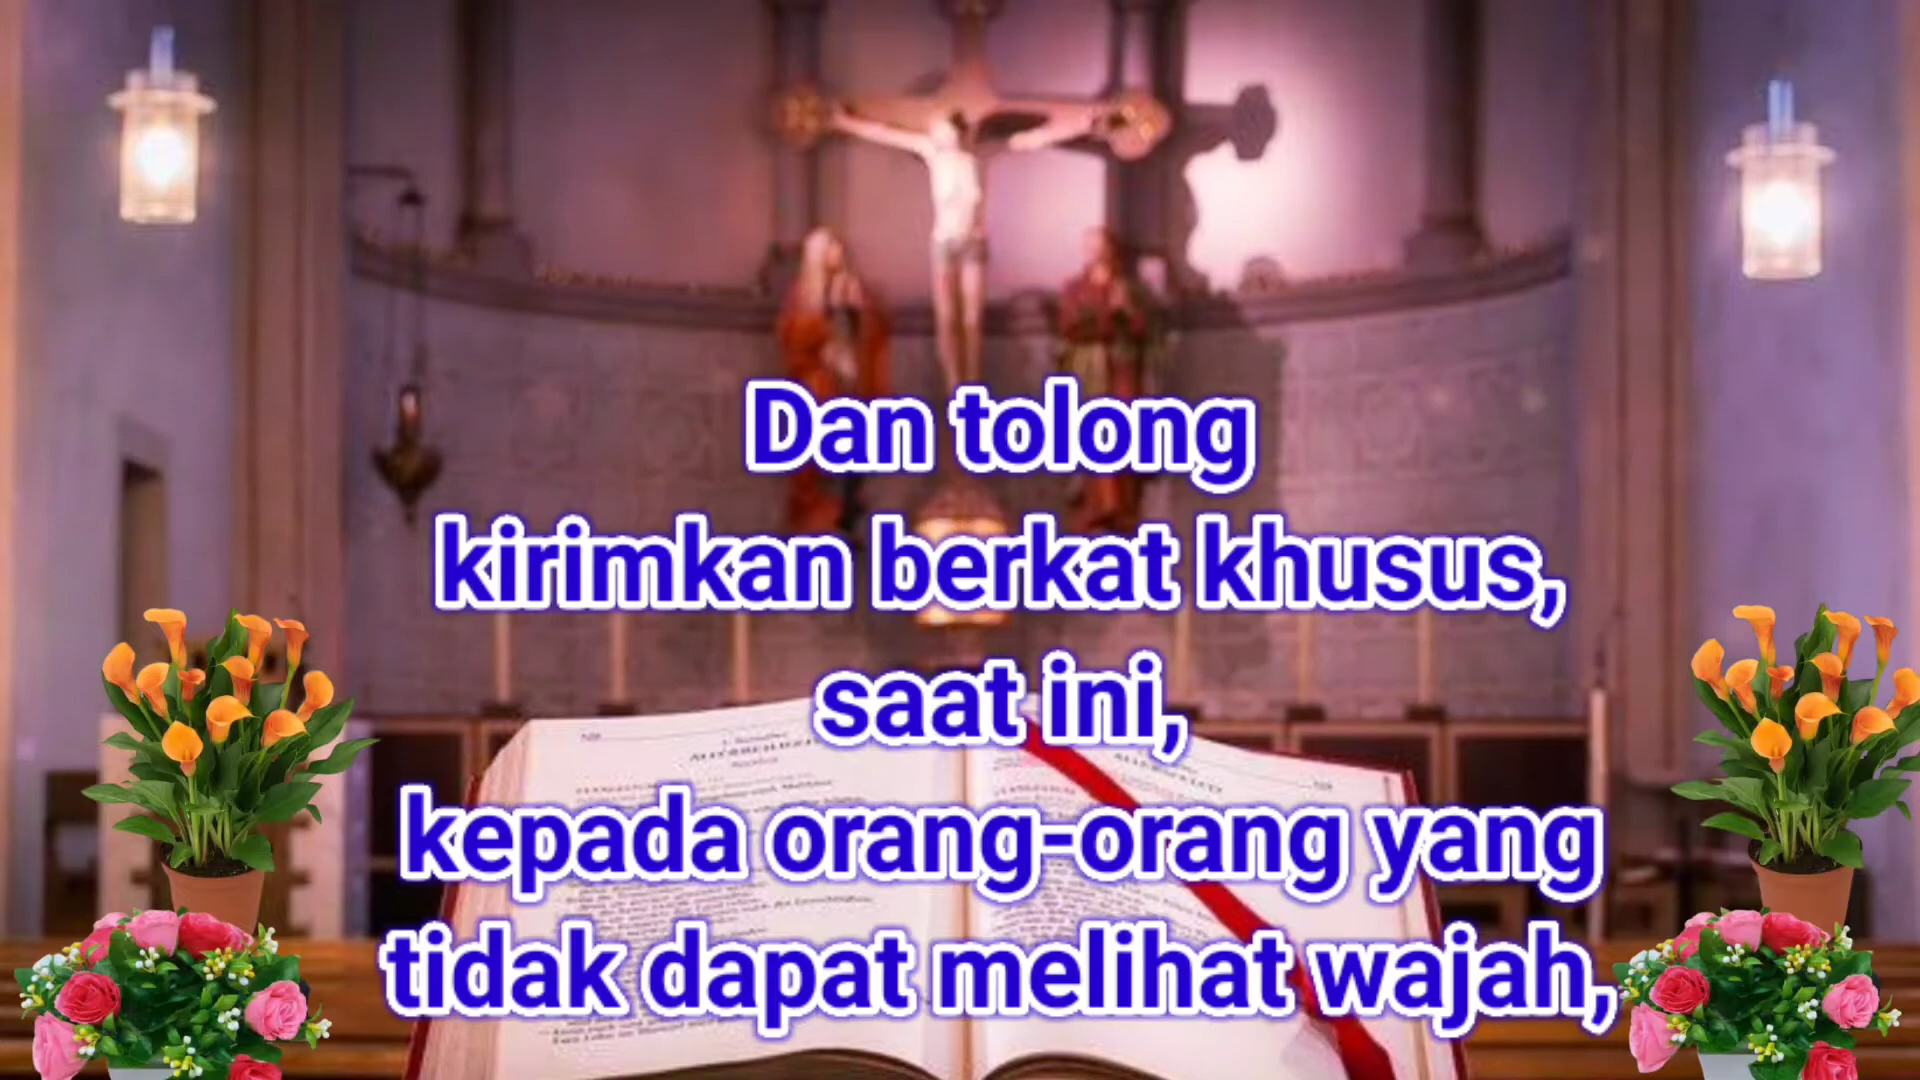 Dan tolong
kirimkan berkat khusus,
saat ini,
kepada orang-orang yang
tidak dapat melihat wajah,